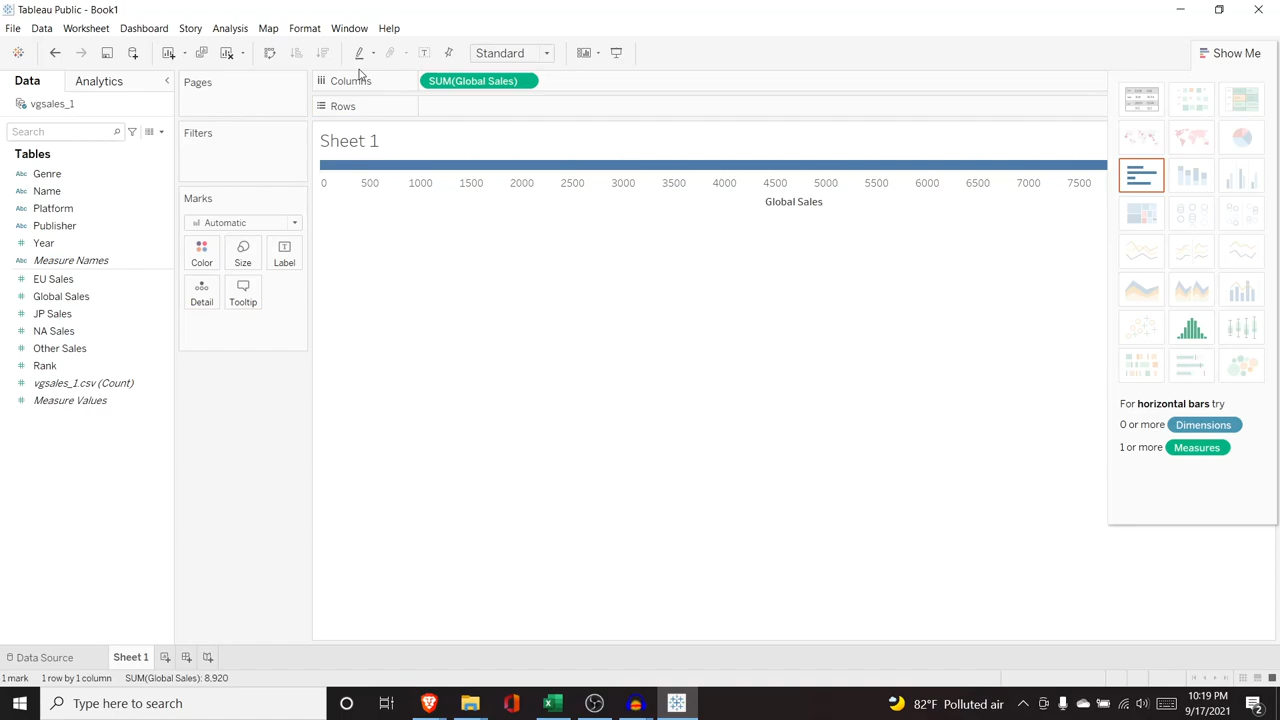 Tableau Public - Book1
File Data Worksheet Dashboard Story Analysis Map Format Window Help
Standard
Show Me
Data Analytics
Pages
Columns
SUM(Global Sales)
vgsales_1
Rows
Search
Filters
Sheet 1
Tables
Genre
0 500 1000 1500 2000 2500 3000 3500 4000 4500 5000 5500 6000 6500 7000 7500
Global Sales
Marks
Automatic
Color Size Label
Detail Tooltip
Abc Name
Abc Platform
Abc Publisher
Year
Abc Measure Names
EU Sales
Global Sales
JP Sales
NA Sales
Other Sales
Rank
vgsales_1.csv (Count)
Measure Values
For horizontal bars try
0 or more Dimensions
1 or more Measures
Data Source
Sheet 1
1 mark 1 row by 1 column SUM(Global Sales): 8,920
Type here to search
82°F Polluted air
10:19 PM
9/17/2021
2